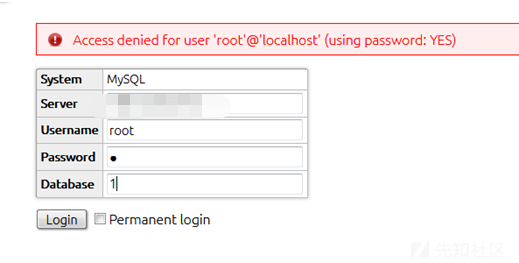 Access denied for user 'root'@'localhost' (using password: YES)
System MySQL
Server
Username root
Password ●
Database 1
Login Permanent login
先知社区